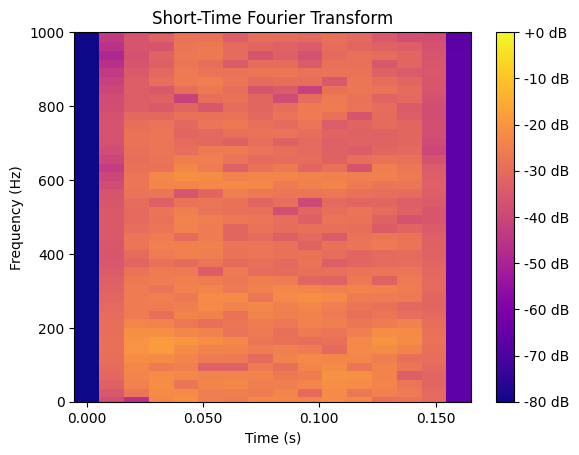 Short-Time Fourier Transform
1000
800
600
400
200
0
Frequency (Hz)
0.000
0.050
0.100
0.150
Time (s)
+0 dB
-10 dB
-20 dB
-30 dB
-40 dB
-50 dB
-60 dB
-70 dB
-80 dB